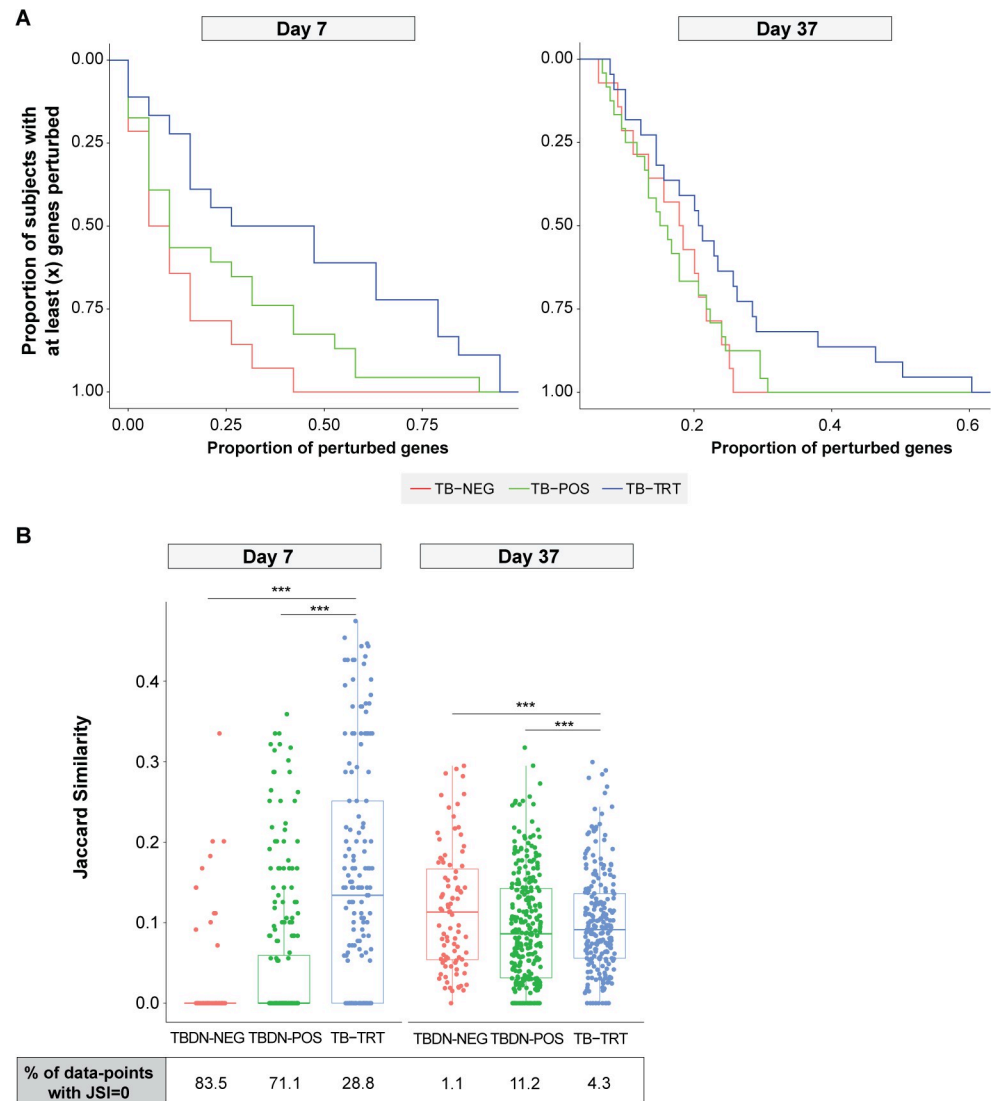 A
Day 7
Day 37
Proportion of subjects with
at least (x) genes perturbed
0.00
0.25
0.50
0.75
1.00
0.00
0.25
0.50
0.75
Proportion of perturbed genes
0.00
0.25
0.50
0.75
1.00
0.2
0.4
0.6
Proportion of perturbed genes
TB−NEG
TB−POS
TB−TRT
B
Day 7
Day 37
Jaccard Similarity
0.4
0.3
0.2
0.1
0.0
***
***
***
***
TBDN-NEG TBDN-POS TB−TRT TBDN-NEG TBDN-POS TB−TRT
% of data-points
with JSI=0
83.5 71.1 28.8 1.1 11.2 4.3